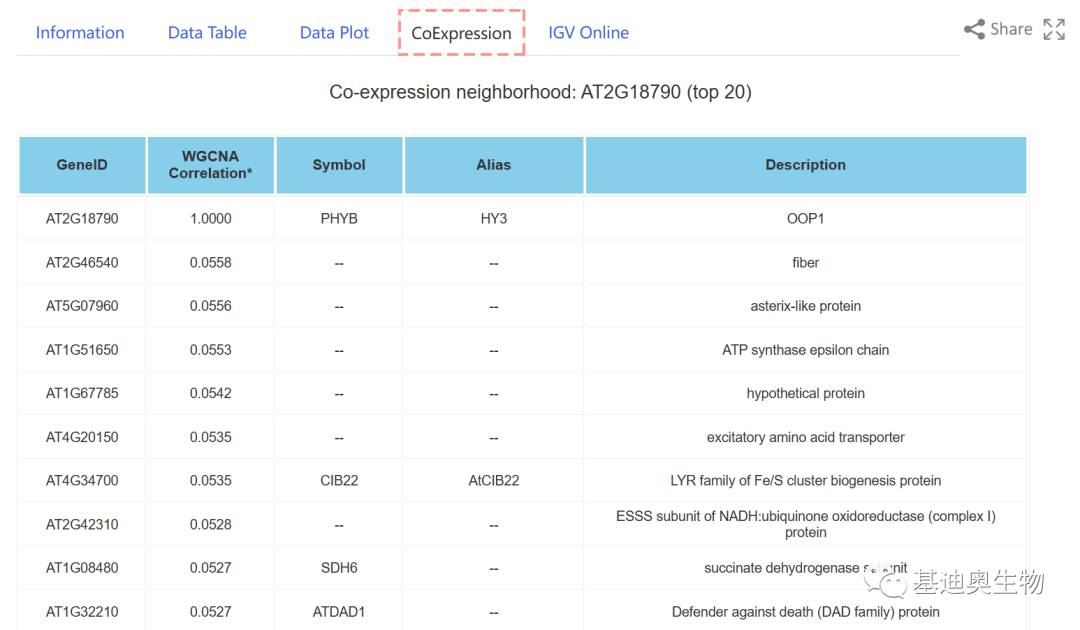 Information Data Table Data Plot CoExpression IGV Online Share
Co-expression neighborhood: AT2G18790 (top 20)
GeneID WGCNA Correlation* Symbol Alias Description
AT2G18790 1.0000 PHYB HY3 OOP1
AT2G46540 0.0558 -- -- fiber
AT5G07960 0.0556 -- -- asterix-like protein
AT1G51650 0.0553 -- -- ATP synthase epsilon chain
AT1G67785 0.0542 -- -- hypothetical protein
AT4G20150 0.0535 -- -- excitatory amino acid transporter
AT4G34700 0.0535 CIB22 AtCIB22 LYR family of Fe/S cluster biogenesis protein
AT2G42310 0.0528 -- -- ESSS subunit of NADH:ubiquinone oxidoreductase (complex I)
protein
AT1G08480 0.0527 SDH6 -- succinate dehydrogenase subunit
基迪奥生物
AT1G32210 0.0527 ATDAD1 -- Defender against death (DAD family) protein